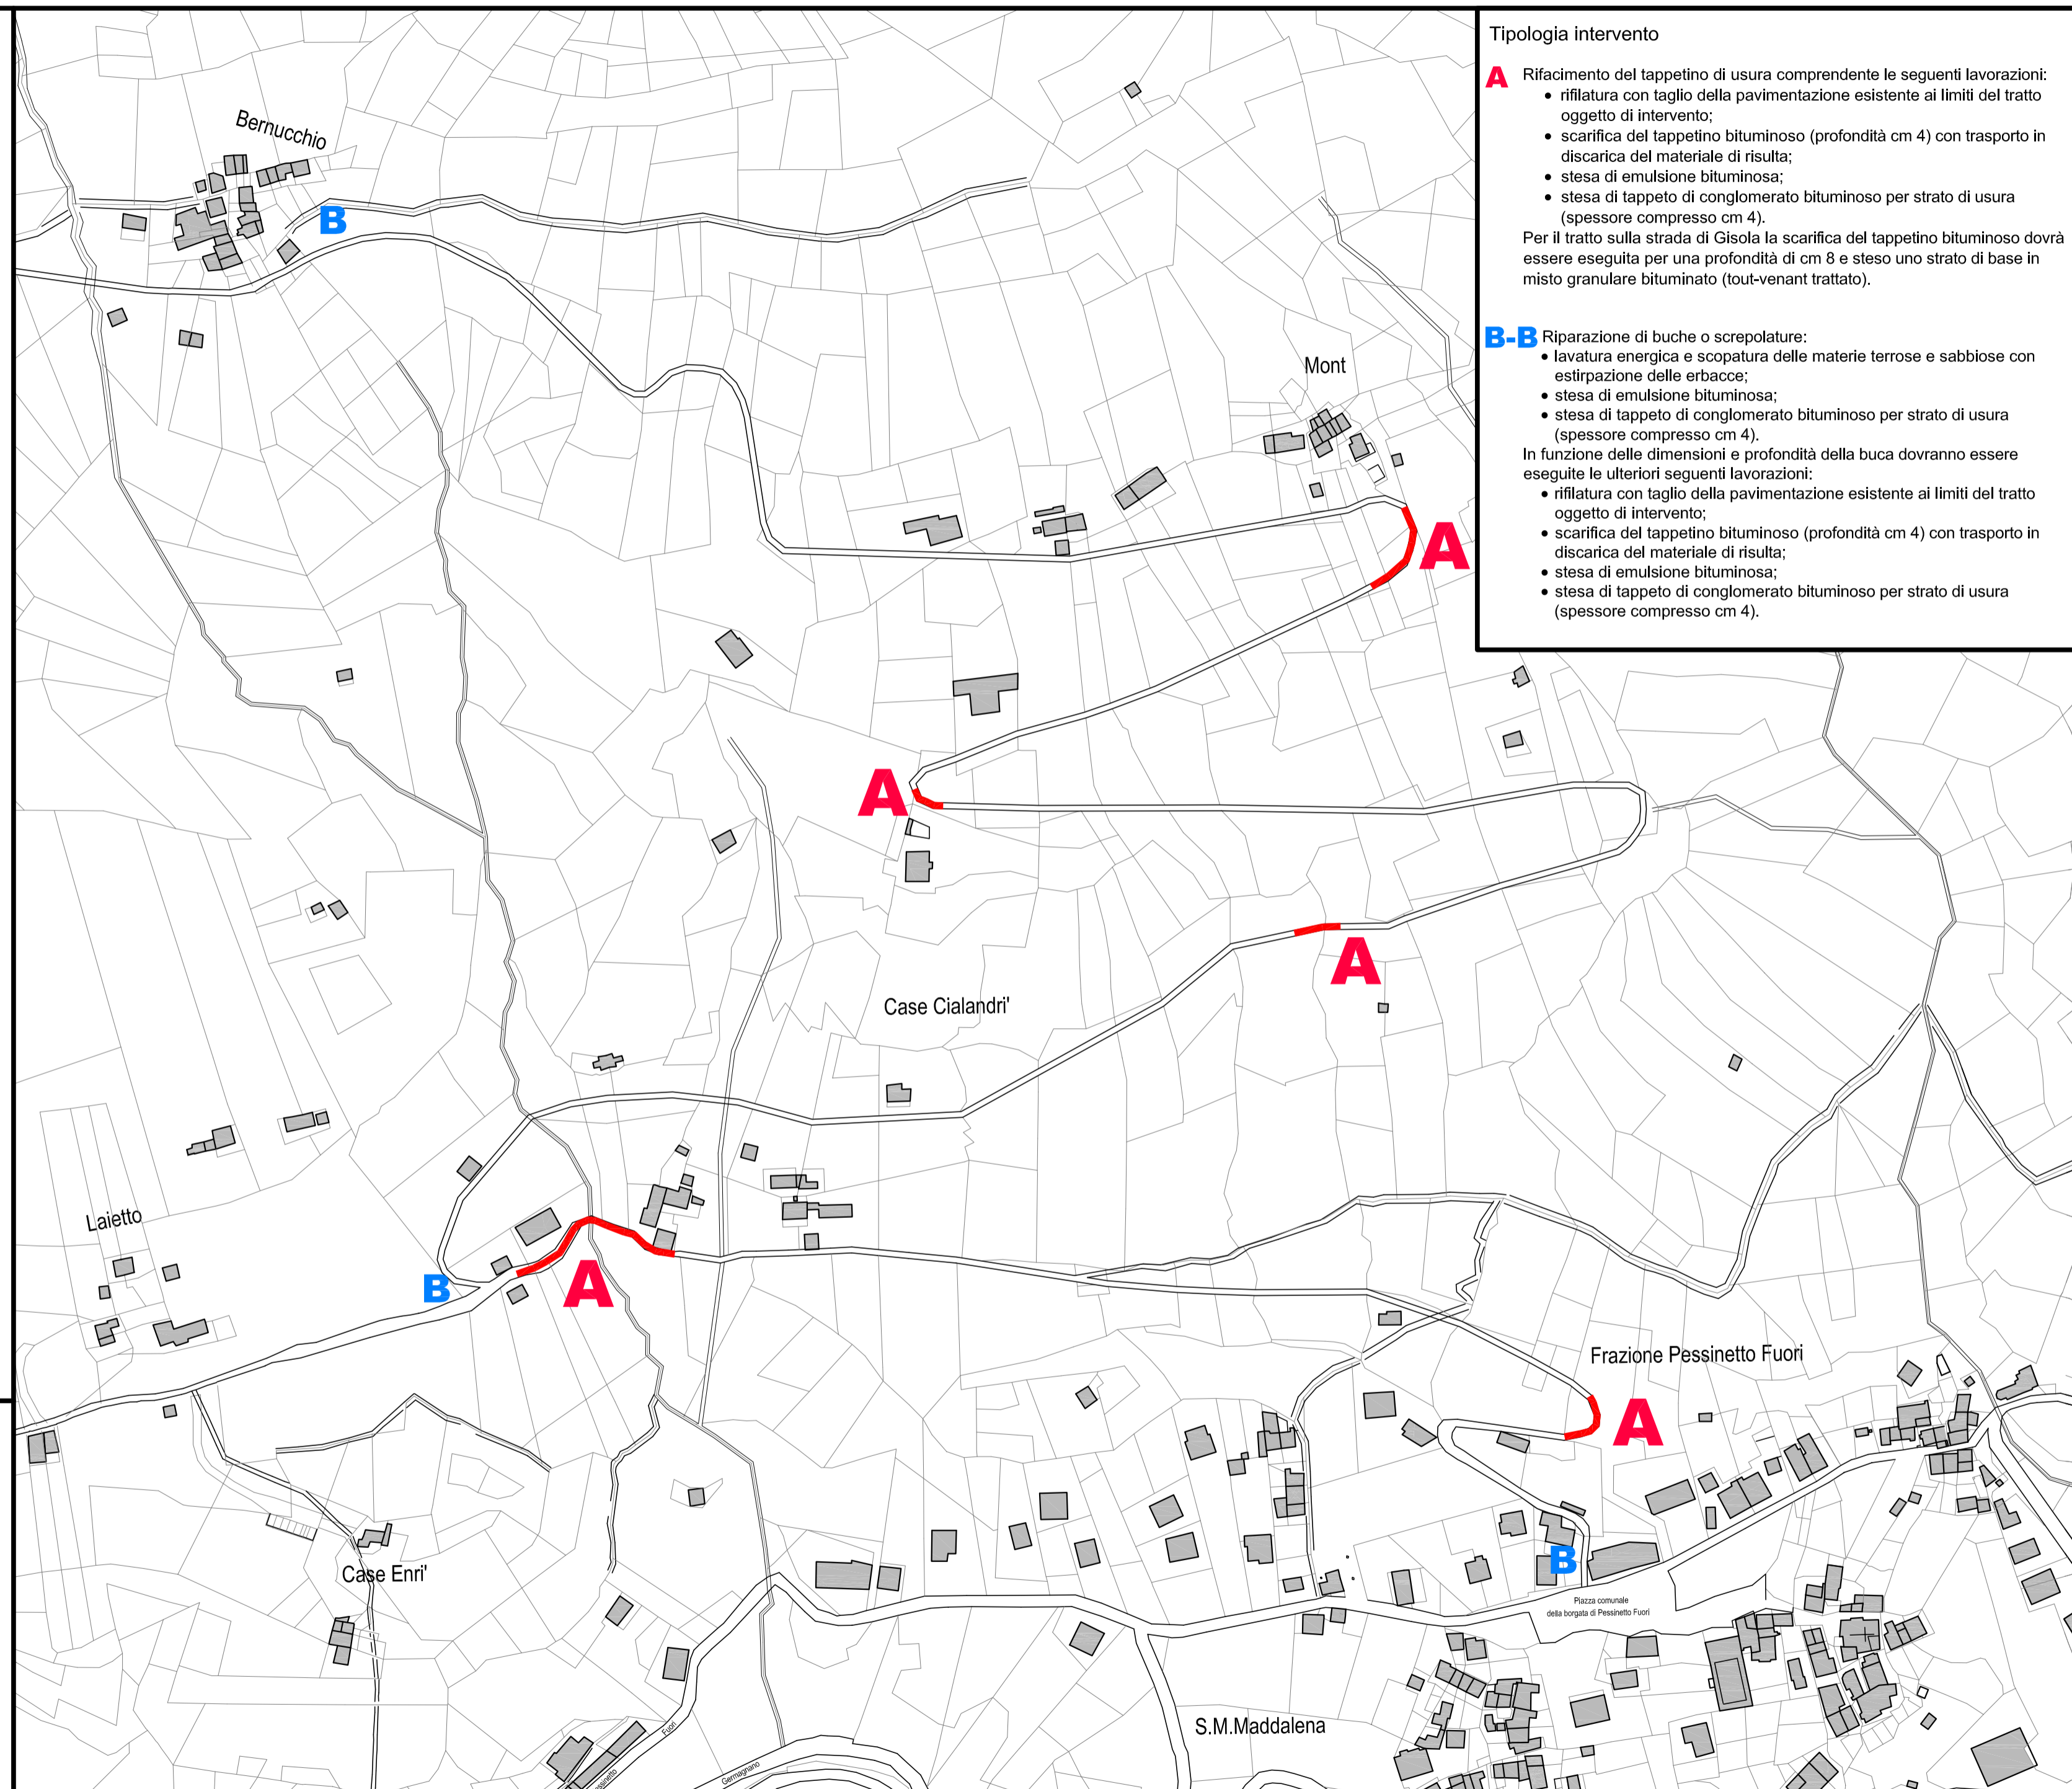 Tipologia intervento
A Rifacimento del tappetino di usura comprendente le seguenti lavorazioni:
• rifilatura con taglio della pavimentazione esistente ai limiti del tratto
oggetto di intervento;
• scarifica del tappetino bituminoso (profondità cm 4) con trasporto in
discarica del materiale di risulta;
• stesa di emulsione bituminosa;
• stesa di tappeto di conglomerato bituminoso per strato di usura
(spessore compresso cm 4).
Per il tratto sulla strada di Gisola la scarifica del tappetino bituminoso dovrà
essere eseguita per una profondità di cm 8 e steso uno strato di base in
misto granulare bituminato (tout-venant trattato).
B-B Riparazione di buche o screpolature:
• lavatura energica e scopatura delle materie terrose e sabbiose con
estirpazione delle erbacce;
• stesa di emulsione bituminosa;
• stesa di tappeto di conglomerato bituminoso per strato di usura
(spessore compresso cm 4).
In funzione delle dimensioni e profondità della buca dovranno essere
eseguite le ulteriori seguenti lavorazioni:
• rifilatura con taglio della pavimentazione esistente ai limiti del tratto
oggetto di intervento;
• scarifica del tappetino bituminoso (profondità cm 4) con trasporto in
discarica del materiale di risulta;
• stesa di emulsione bituminosa;
• stesa di tappeto di conglomerato bituminoso per strato di usura
(spessore compresso cm 4).
Bernucchio
B
Mont
A
A
A
Case Cialandri'
Laietto
B
A
Frazione Pessinetto Fuori
A
B
Case Enri'
Piazza comunale
della borgata di Pessinetto Fuori
S.M.Maddalena
Fuori
Germagnano